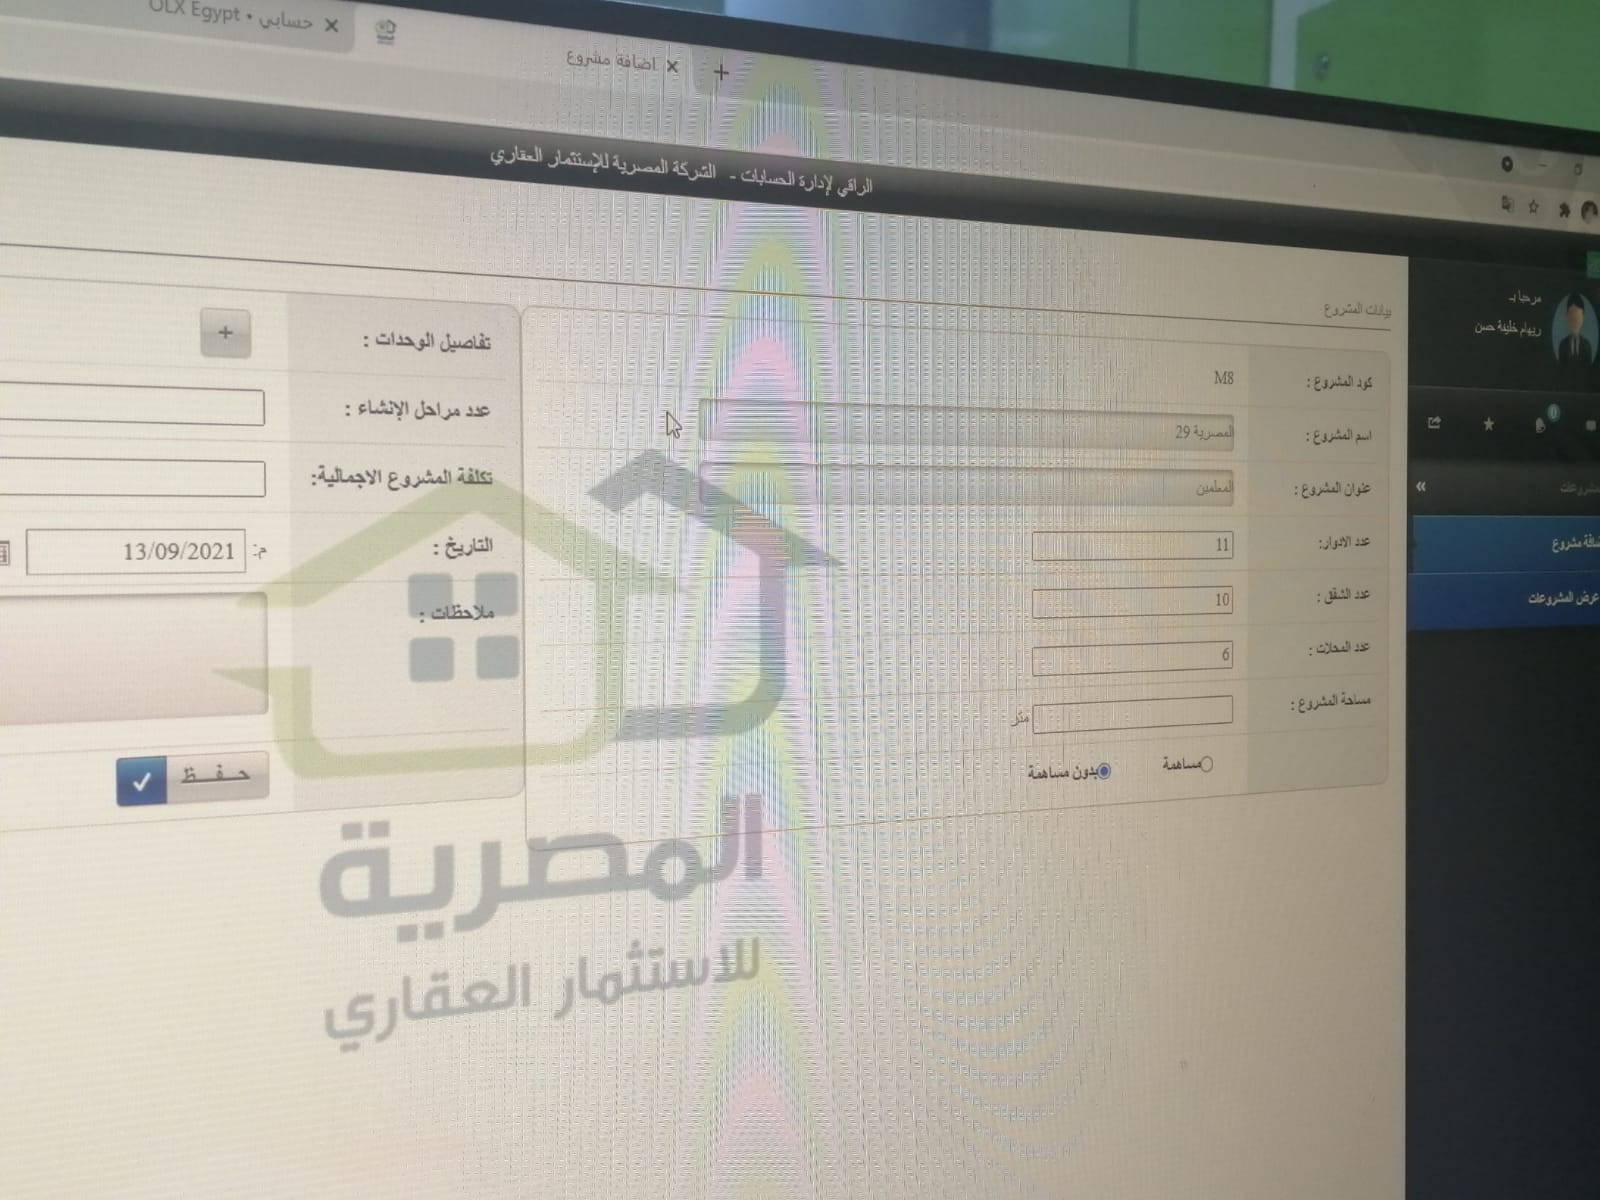 حسابي • OLX Egypt
اضافة مشروع
الراقي لإدارة الحسابات - الشركة المصرية للإستثمار العقاري
مرحبا بـ
ريهام خليفة حسن
0
اضافة مشروع
عرض المشروعات
بيانات المشروع
كود المشروع : M8
اسم المشروع : المصرية 29
عنوان المشروع : المعلمين
عدد الادوار: 11
عدد الشقق : 10
عدد المحلات : 6
مساحة المشروع : متر
مساهمة بدون مساهمة
تفاصيل الوحدات : +
عدد مراحل الإنشاء :
تكلفة المشروع الاجمالية:
التاريخ : م: 13/09/2021
ملاحظات :
حـفـظ
المصرية
للاستثمار العقاري